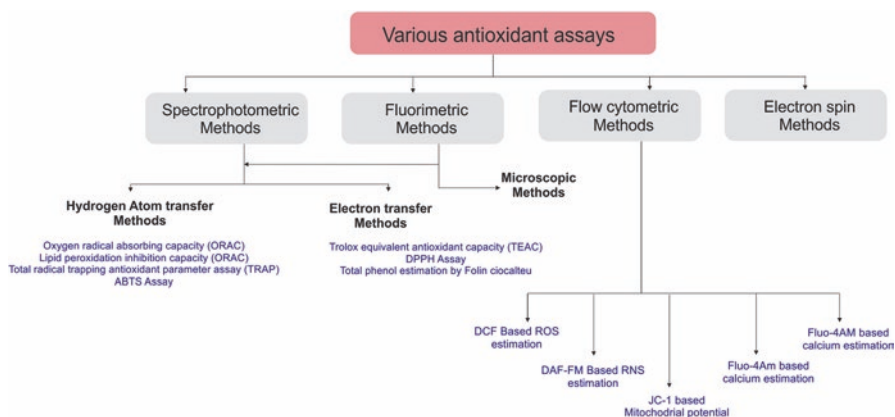 Various antioxidant assays
Spectrophotometric
Methods
Fluorimetric
Methods
Flow cytometric
Methods
Electron spin
Methods
Microscopic
Methods
Hydrogen Atom transfer
Methods
Electron transfer
Methods
Oxygen radical absorbing capacity (ORAC)
Lipid peroxidation inhibition capacity (ORAC)
Total radical trapping antioxidant parameter assay (TRAP)
ABTS Assay
Trolox equivalent antioxidant capacity (TEAC)
DPPH Assay
Total phenol estimation by Folin ciocalteu
DCF Based ROS
estimation
DAF-FM Based RNS
estimation
JC-1 based
Mitochodrial potential
Fluo-4Am based
calcium estimation
Fluo-4AM based
calcium estimation